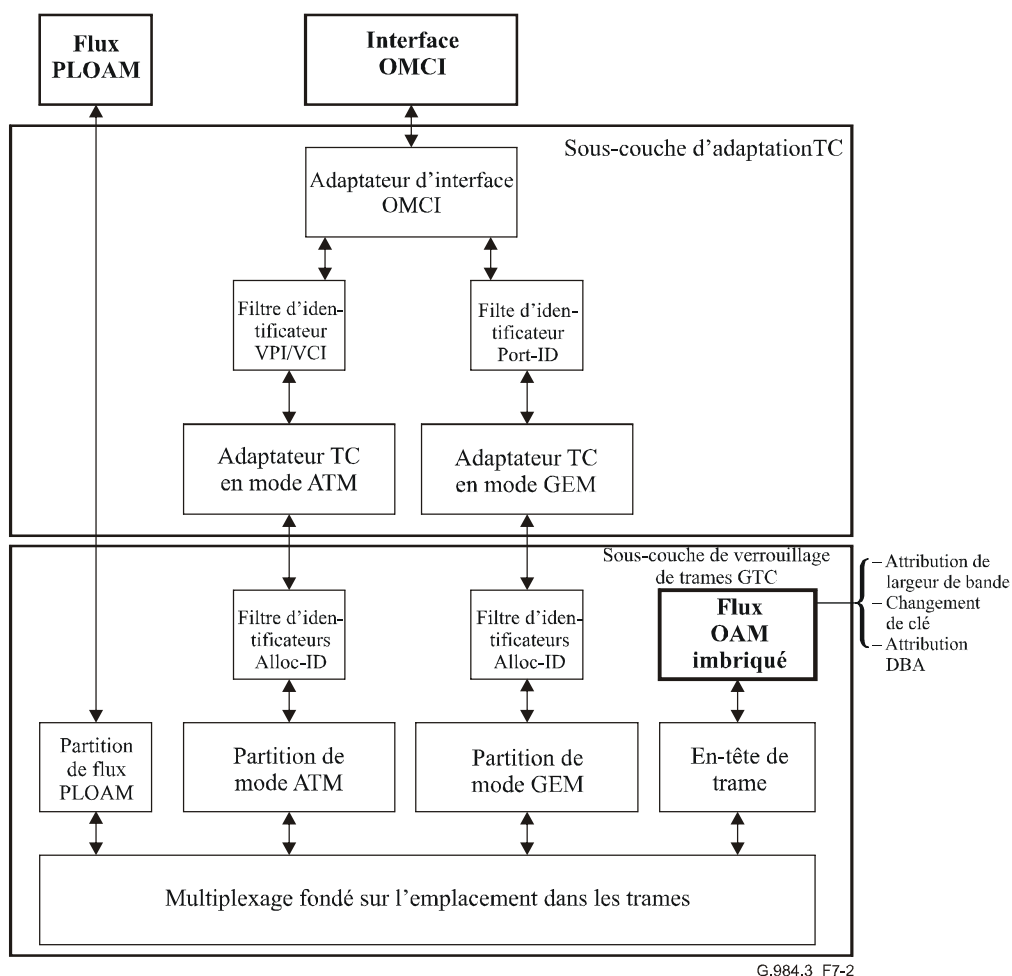 Flux
PLOAM
Interface
OMCI
Sous-couche d'adaptationTC
Adaptateur d'interface
OMCI
Filtre d'iden-
tificateur
VPI/VCI
Filte d'iden-
tificateur
Port-ID
Adaptateur TC
en mode ATM
Adaptateur TC
en mode GEM
Sous-couche de verrouillage
de trames GTC
– Attribution de
largeur de bande
– Changement
de clé
– Attribution
DBA
Filtre d'iden-
tificateurs
Alloc-ID
Filtre d'iden-
tificateurs
Alloc-ID
Flux
OAM
imbriqué
Partition
de flux
PLOAM
Partition de
mode ATM
Partition de
mode GEM
En-tête de
trame
Multiplexage fondé sur l'emplacement dans les trames
G.984.3_F7-2